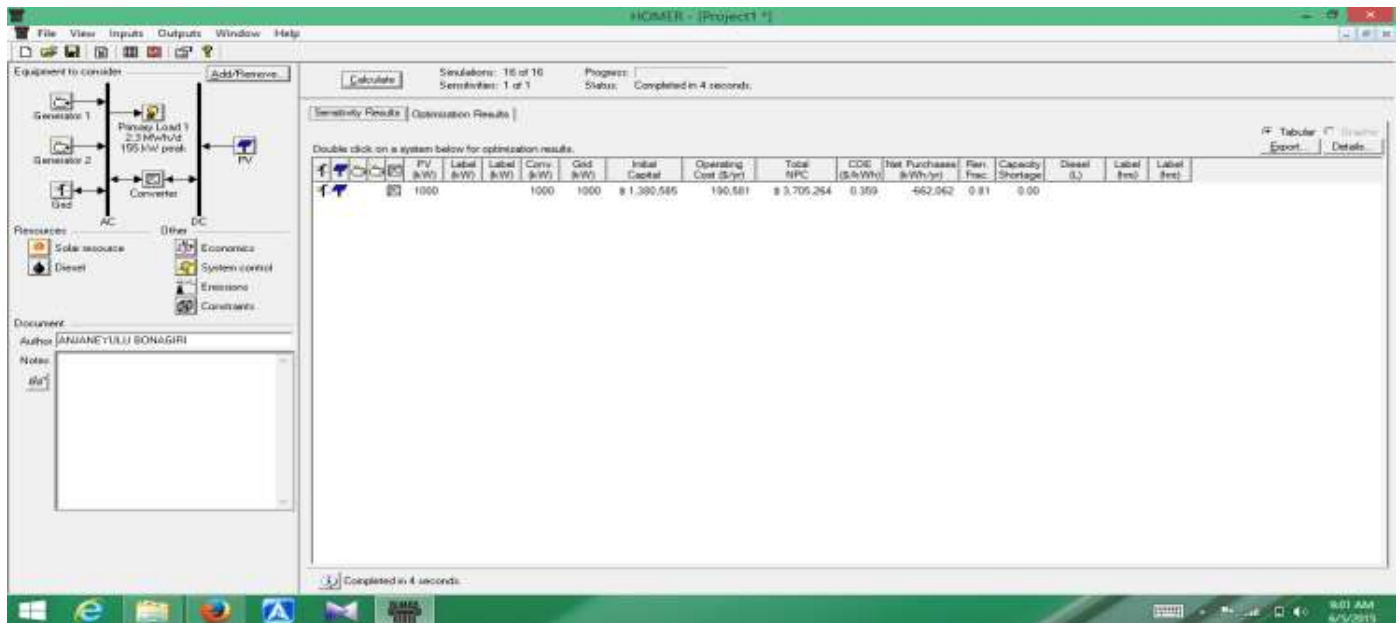 HOMER - [Project1 *]
File View Inputs Outputs Window Help
Equipment to consider Add/Remove...
Generator 1
Primary Load 1
2.3 MWh/d
195 kW peak
Generator 2
PV
Grid
Converter
AC DC
Resources Other
Solar resource Economics
Diesel System control
Emissions
Constraints
Document
Author ANJANEYULU BONAGIRI
Notes
Calculate
Simulations: 16 of 16 Progress:
Sensitivities: 1 of 1 Status: Completed in 4 seconds.
Sensitivity Results Optimization Results
Tabular Graphic
Double click on a system below for optimization results.
Export... Details...
PV (kW) Label (kW) Label (kW) Conv. (kW) Grid (kW) Initial Capital Operating Cost ($/yr) Total NPC COE ($/kWh) Net Purchases (kWh/yr) Ren. Frac. Capacity Shortage Diesel (L) Label (hrs) Label (hrs)
1000 1000 1000 $ 1,380,585 190,581 $ 3,705,264 0.359 -662,062 0.81 0.00
Completed in 4 seconds.
9:01 AM
6/5/2015